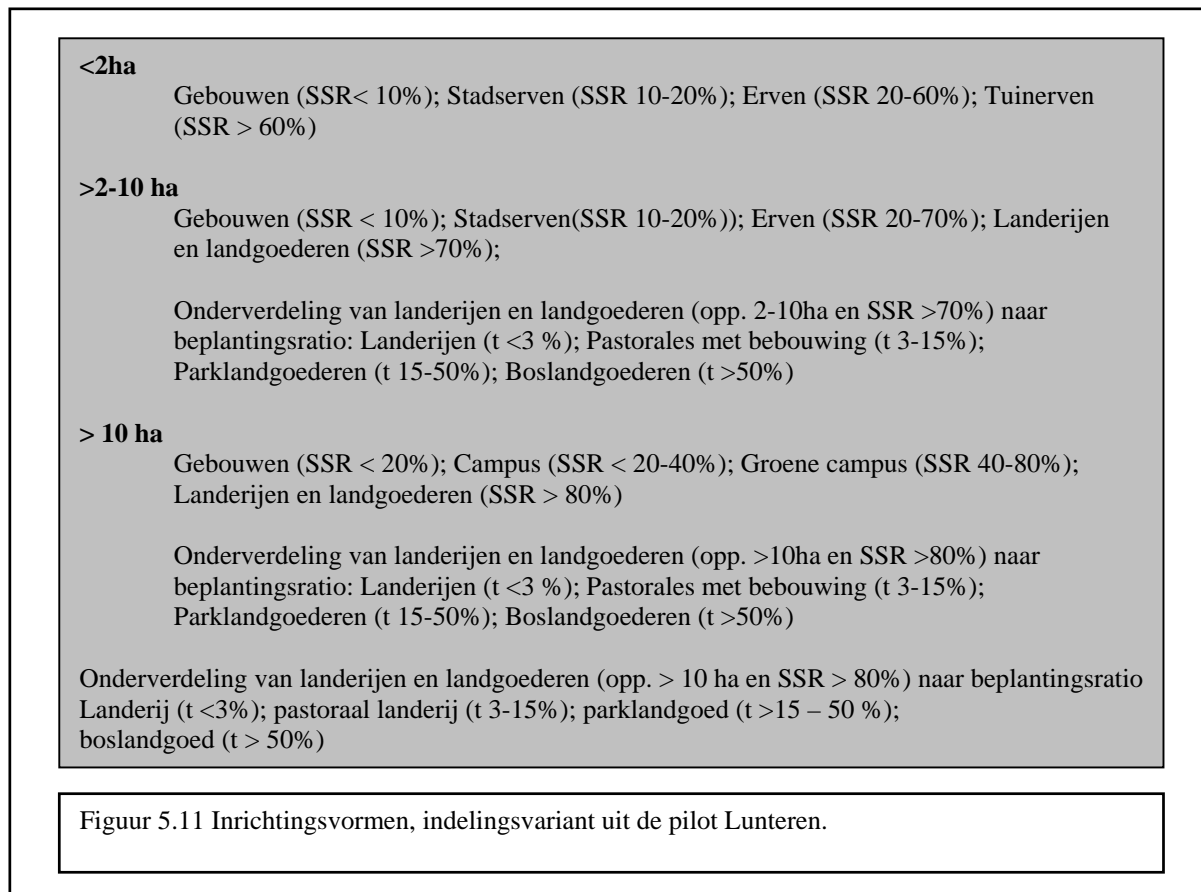 <2ha
Gebouwen (SSR< 10%); Stadserven (SSR 10-20%); Erven (SSR 20-60%); Tuinerven
(SSR > 60%)
>2-10 ha
Gebouwen (SSR < 10%); Stadserven(SSR 10-20%)); Erven (SSR 20-70%); Landerijen
en landgoederen (SSR >70%);
Onderverdeling van landerijen en landgoederen (opp. 2-10ha en SSR >70%) naar
beplantingsratio: Landerijen (t <3 %); Pastorales met bebouwing (t 3-15%);
Parklandgoederen (t 15-50%); Boslandgoederen (t >50%)
> 10 ha
Gebouwen (SSR < 20%); Campus (SSR < 20-40%); Groene campus (SSR 40-80%);
Landerijen en landgoederen (SSR > 80%)
Onderverdeling van landerijen en landgoederen (opp. >10ha en SSR >80%) naar
beplantingsratio: Landerijen (t <3 %); Pastorales met bebouwing (t 3-15%);
Parklandgoederen (t 15-50%); Boslandgoederen (t >50%)
Onderverdeling van landerijen en landgoederen (opp. > 10 ha en SSR > 80%) naar beplantingsratio
Landerij (t <3%); pastoraal landerij (t 3-15%); parklandgoed (t >15 – 50 %);
boslandgoed (t > 50%)
Figuur 5.11 Inrichtingsvormen, indelingsvariant uit de pilot Lunteren.